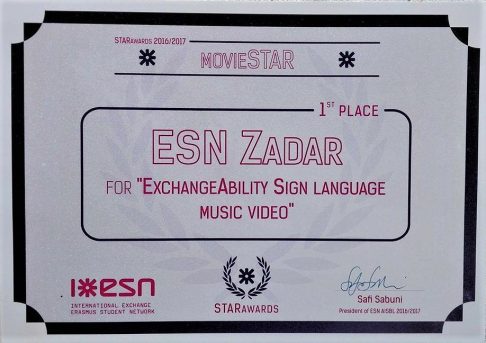 STARAWARDS 2016/2017
MOVIESTAR
1ST PLACE
ESN ZADAR
FOR "EXCHANGEABILITY SIGN LANGUAGE
MUSIC VIDEO"
esn
INTERNATIONAL EXCHANGE
ERASMUS STUDENT NETWORK
STARAWARDS
Safi Sabuni
President of ESN AISBL 2016/2017